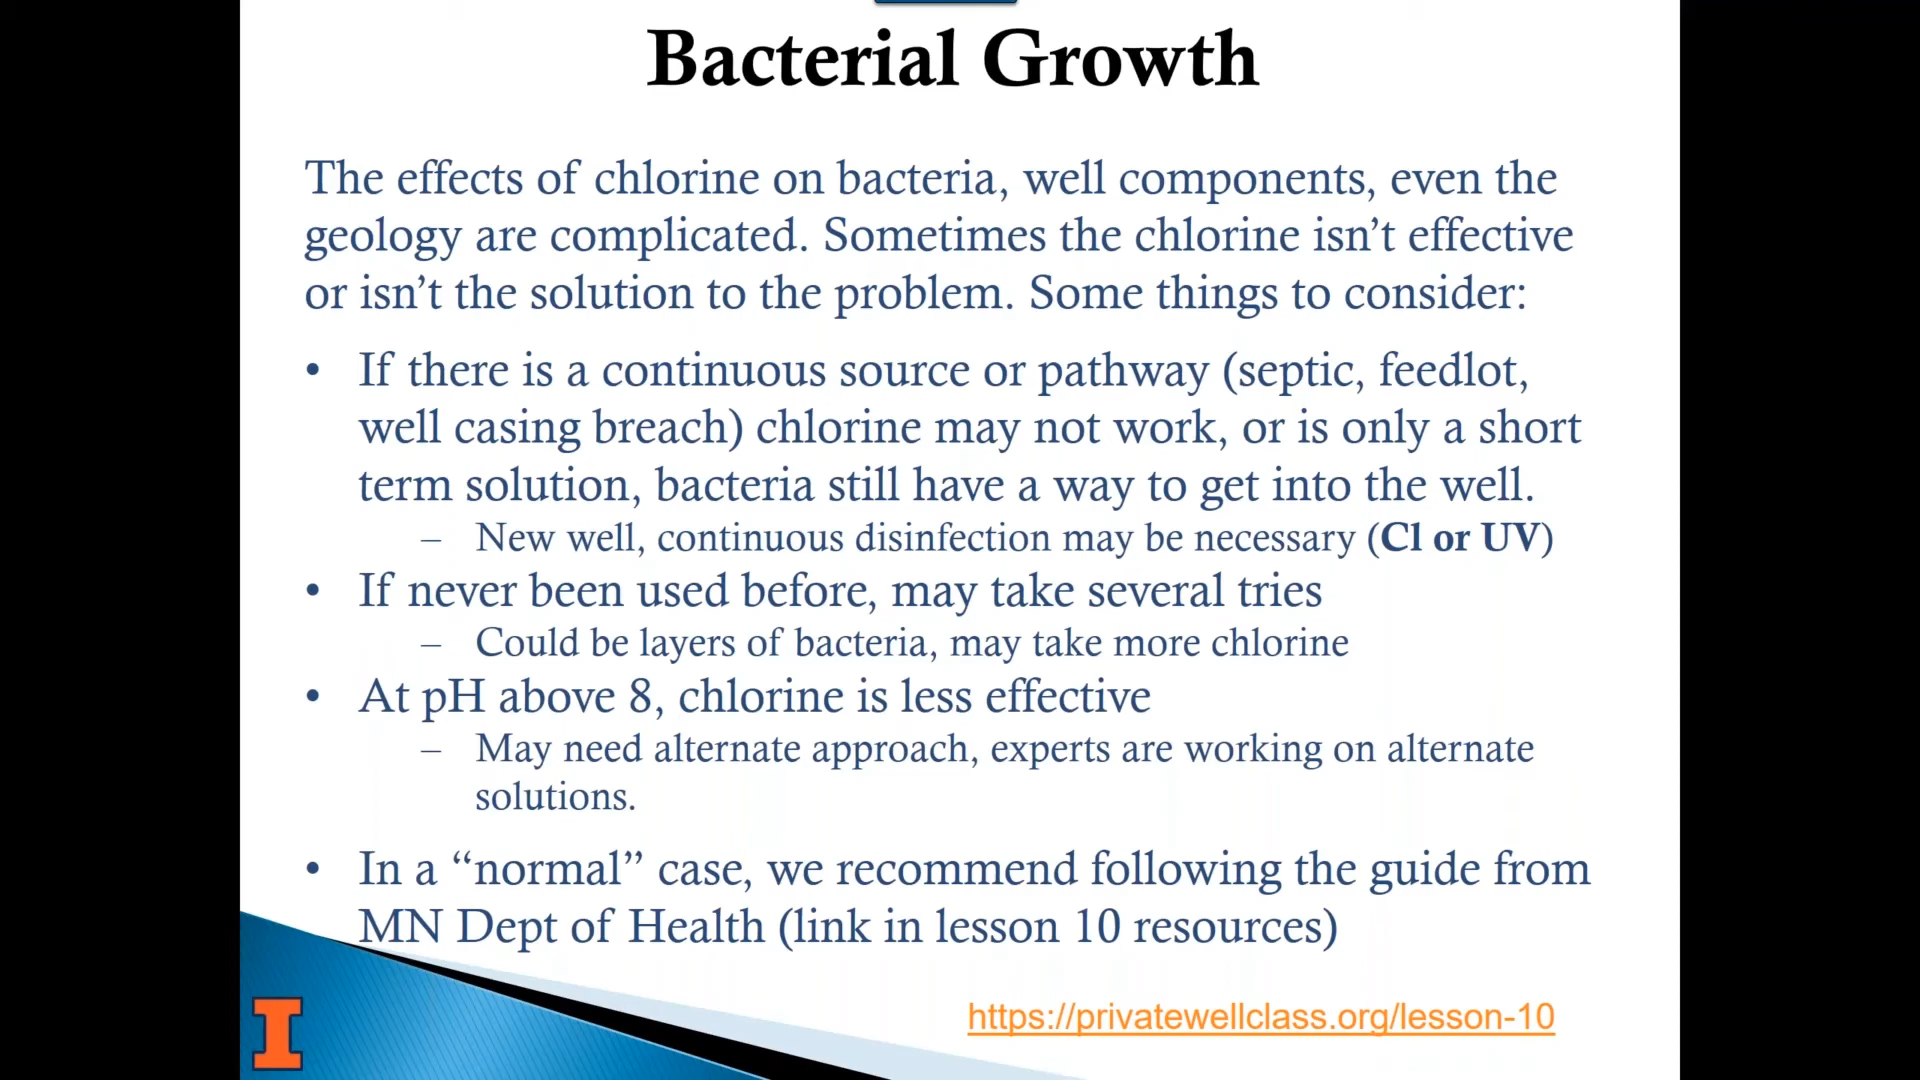 Bacterial Growth
The effects of chlorine on bacteria, well components, even the
geology are complicated. Sometimes the chlorine isn’t effective
or isn’t the solution to the problem. Some things to consider:
• If there is a continuous source or pathway (septic, feedlot,
well casing breach) chlorine may not work, or is only a short
term solution, bacteria still have a way to get into the well.
– New well, continuous disinfection may be necessary (Cl or UV)
• If never been used before, may take several tries
– Could be layers of bacteria, may take more chlorine
• At pH above 8, chlorine is less effective
– May need alternate approach, experts are working on alternate
solutions.
• In a “normal” case, we recommend following the guide from
MN Dept of Health (link in lesson 10 resources)
https://privatewellclass.org/lesson-10
I